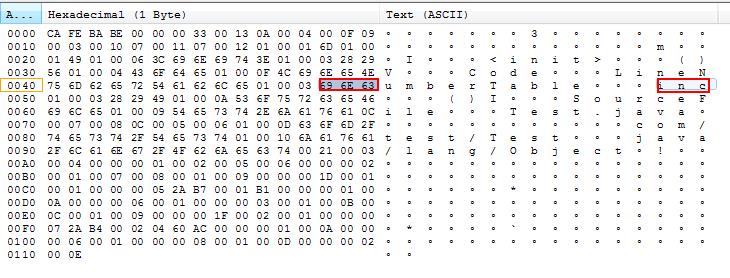 A... Hexadecimal (1 Byte) Text (ASCII)
0000 CA FE BA BE 00 00 00 33 00 13 0A 00 04 00 0F 09 ° ° ° ° ° ° ° 3 ° ° ° ° ° ° ° °
0010 00 03 00 10 07 00 11 07 00 12 01 00 01 6D 01 00 ° ° ° ° ° ° ° ° ° ° ° ° ° m ° °
0020 01 49 01 00 06 3C 69 6E 69 74 3E 01 00 03 28 29 ° I ° ° ° < i n i t > ° ° ° ( )
0030 56 01 00 04 43 6F 64 65 01 00 0F 4C 69 6E 65 4E V ° ° ° C o d e ° ° ° L i n e N
0040 75 6D 62 65 72 54 61 62 6C 65 01 00 03 69 6E 63 u m b e r T a b l e ° ° ° i n c
0050 01 00 03 28 29 49 01 00 0A 53 6F 75 72 63 65 46 ° ° ° ( ) I ° ° ° S o u r c e F
0060 69 6C 65 01 00 09 54 65 73 74 2E 6A 61 76 61 0C i l e ° ° ° T e s t . j a v a °
0070 00 07 00 08 0C 00 05 00 06 01 00 0D 63 6F 6D 2F ° ° ° ° ° ° ° ° ° ° ° ° c o m /
0080 74 65 73 74 2F 54 65 73 74 01 00 10 6A 61 76 61 t e s t / T e s t ° ° ° j a v a
0090 2F 6C 61 6E 67 2F 4F 62 6A 65 63 74 00 21 00 03 / l a n g / O b j e c t ° ! ° °
00A0 00 04 00 00 00 01 00 02 00 05 00 06 00 00 00 02 ° ° ° ° ° ° ° ° ° ° ° ° ° ° ° °
00B0 00 01 00 07 00 08 00 01 00 09 00 00 00 1D 00 01 ° ° ° ° ° ° ° ° ° ° ° ° ° ° ° °
00C0 00 01 00 00 00 05 2A B7 00 01 B1 00 00 00 01 00 ° ° ° ° ° ° * ° ° ° ° ° ° ° ° °
00D0 0A 00 00 00 06 00 01 00 00 00 03 00 01 00 0B 00 ° ° ° ° ° ° ° ° ° ° ° ° ° ° ° °
00E0 0C 00 01 00 09 00 00 00 1F 00 02 00 01 00 00 00 ° ° ° ° ° ° ° ° ° ° ° ° ° ° ° °
00F0 07 2A B4 00 02 04 60 AC 00 00 00 01 00 0A 00 00 ° * ° ° ° ° ` ° ° ° ° ° ° ° ° °
0100 00 06 00 01 00 00 00 08 00 01 00 0D 00 00 00 02 ° ° ° ° ° ° ° ° ° ° ° ° ° ° ° °
0110 00 0E ° °